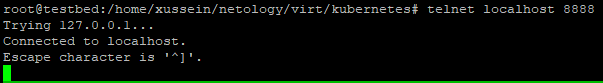 root@testbed:/home/xussein/netology/virt/kubernetes# telnet localhost 8888
Trying 127.0.0.1...
Connected to localhost.
Escape character is '^]'.